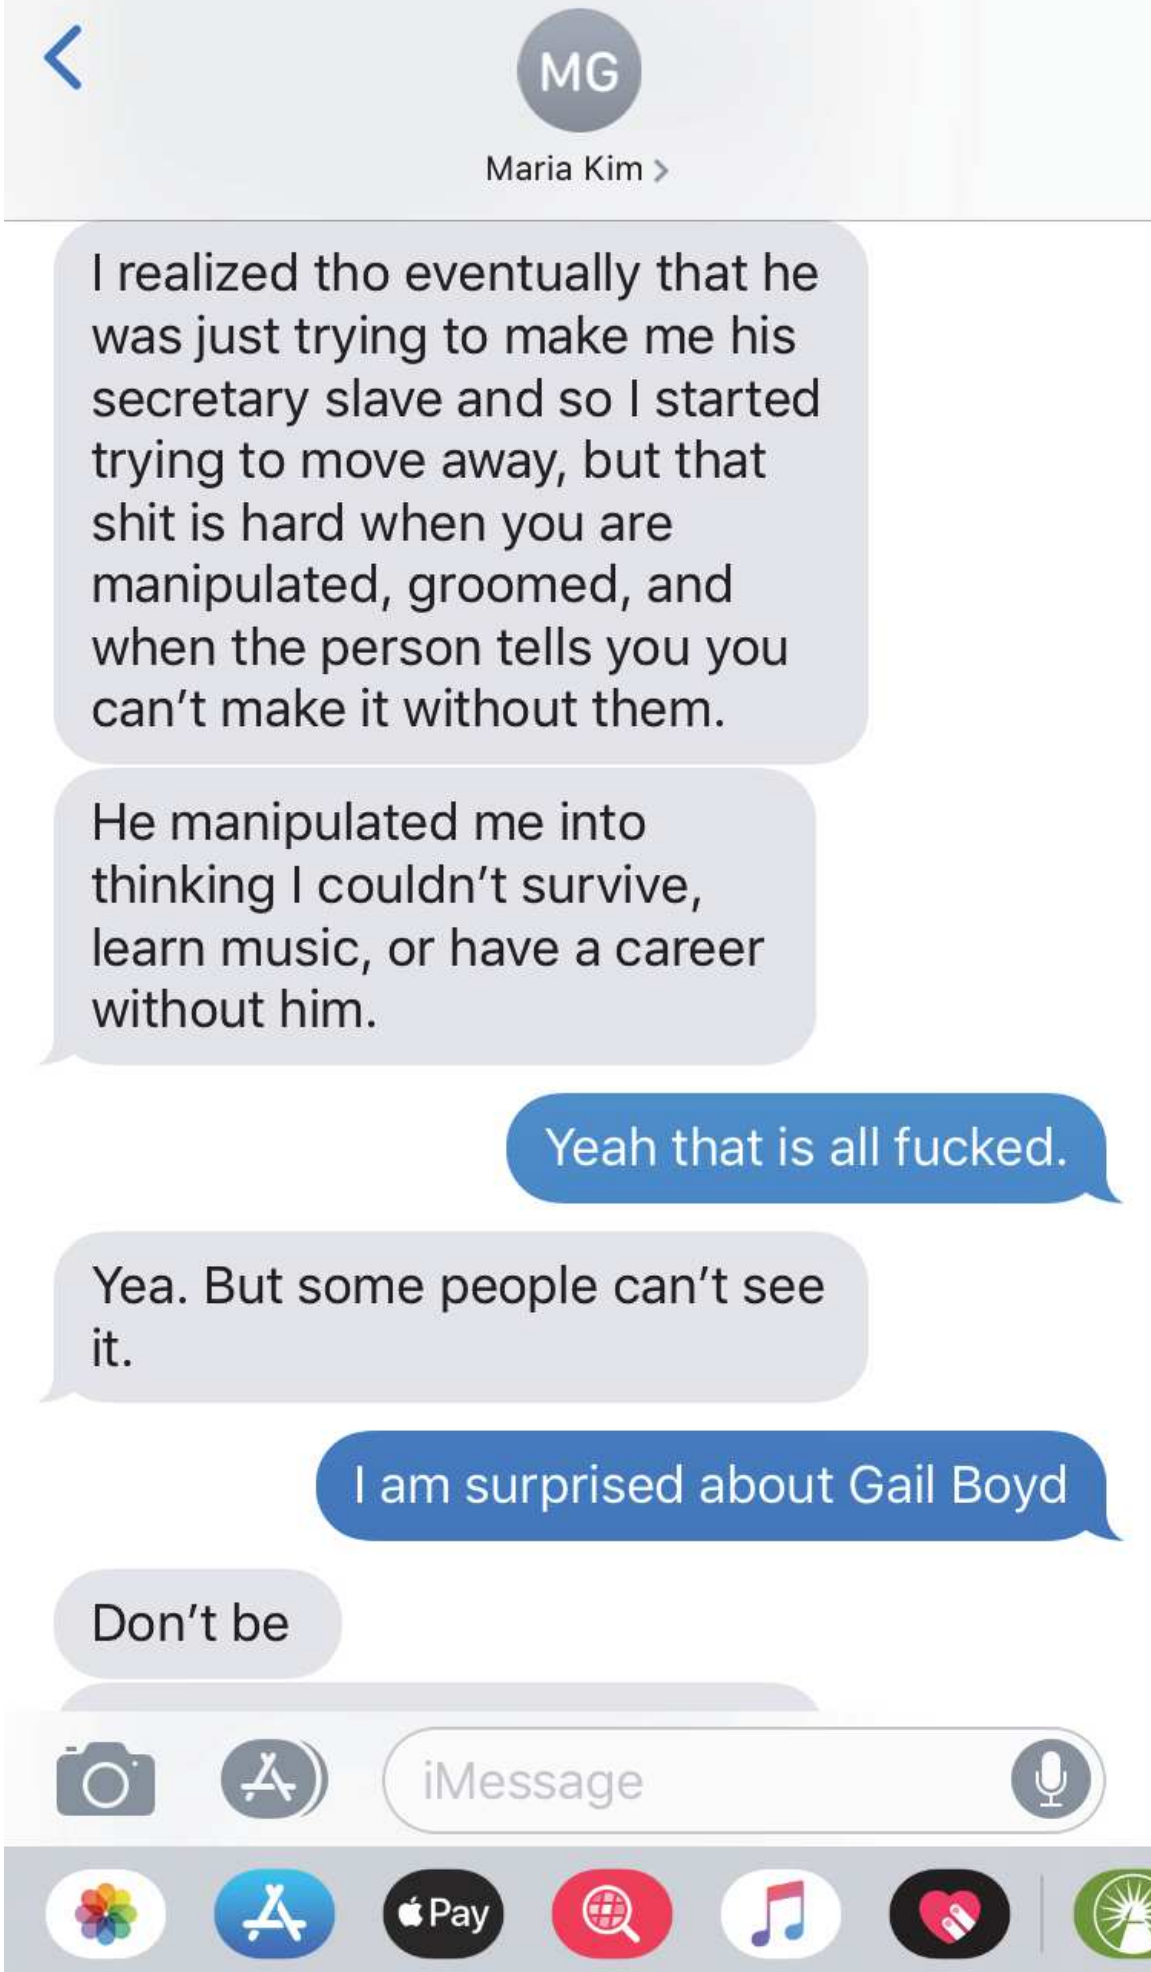 MG
Maria Kim >
I realized tho eventually that he
was just trying to make me his
secretary slave and so I started
trying to move away, but that
shit is hard when you are
manipulated, groomed, and
when the person tells you you
can't make it without them.
He manipulated me into
thinking I couldn't survive,
learn music, or have a career
without him.
Yeah that is all fucked.
Yea. But some people can't see
it.
I am surprised about Gail Boyd
Don't be
iMessage
Pay